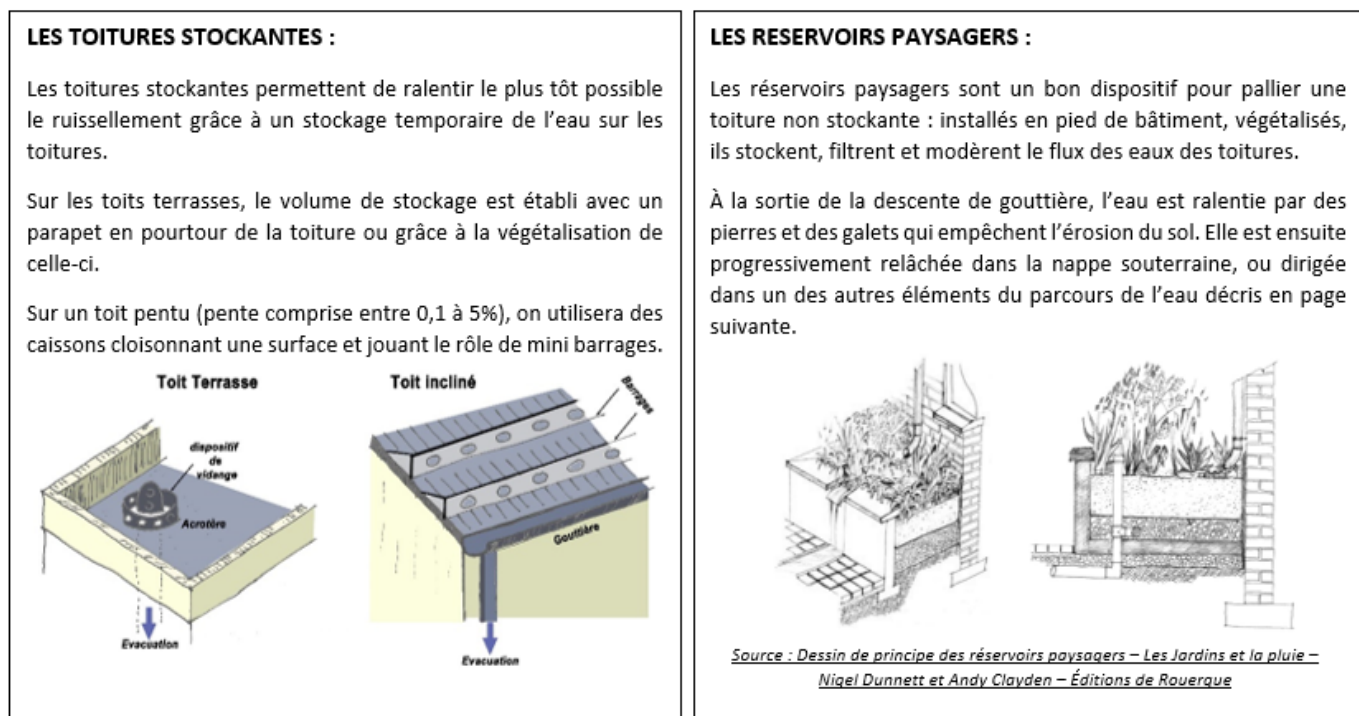 LES TOITURES STOCKANTES :
Les toitures stockantes permettent de ralentir le plus tôt possible
le ruissellement grâce à un stockage temporaire de l'eau sur les
toitures.
Sur les toits terrasses, le volume de stockage est établi avec un
parapet en pourtour de la toiture ou grâce à la végétalisation de
celle-ci.
Sur un toit pentu (pente comprise entre 0,1 à 5%), on utilisera des
caissons cloisonnant une surface et jouant le rôle de mini barrages.
Toit Terrasse
dispositif
de
vidange
Acrotère
Evacuation
Toit incliné
Barrages
Gouttière
Evacuation
LES RESERVOIRS PAYSAGERS :
Les réservoirs paysagers sont un bon dispositif pour pallier une
toiture non stockante : installés en pied de bâtiment, végétalisés,
ils stockent, filtrent et modèrent le flux des eaux des toitures.
À la sortie de la descente de gouttière, l'eau est ralentie par des
pierres et des galets qui empêchent l'érosion du sol. Elle est ensuite
progressivement relâchée dans la nappe souterraine, ou dirigée
dans un des autres éléments du parcours de l'eau décris en page
suivante.
Source : Dessin de principe des réservoirs paysagers – Les Jardins et la pluie –
Nigel Dunnett et Andy Clayden – Éditions de Rouergue